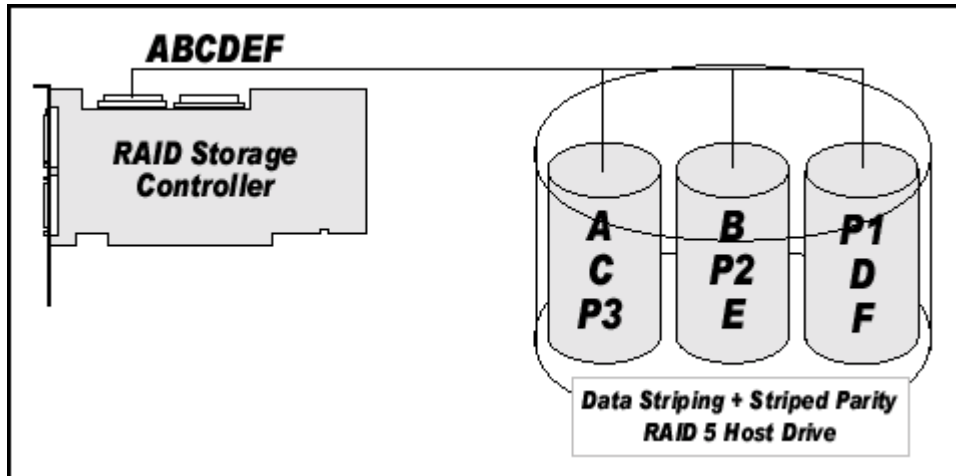 ABCDEF
RAID Storage
Controller
A
C
P3
B
P2
E
P1
D
F
Data Striping + Striped Parity
RAID 5 Host Drive